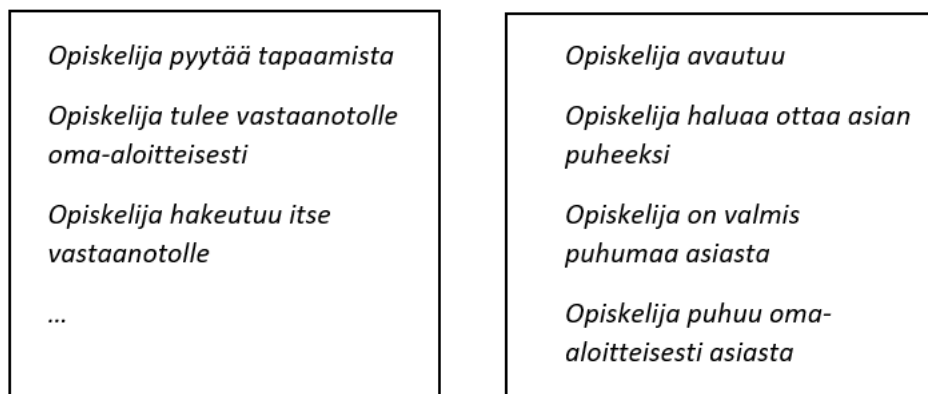 Opiskelija pyytää tapaamista
Opiskelija tulee vastaanotolle
oma-aloitteisesti
Opiskelija hakeutuu itse
vastaanotolle
...
Opiskelija avautuu
Opiskelija haluaa ottaa asian
puheeksi
Opiskelija on valmis
puhumaa asiasta
Opiskelija puhuu oma-
aloitteisesti asiasta